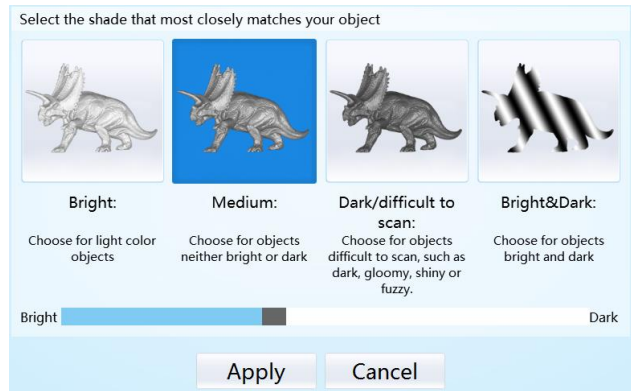 Select the shade that most closely matches your object
Bright:
Choose for light color
objects
Medium:
Choose for objects
neither bright or dark
Dark/difficult to
scan:
Choose for objects
difficult to scan, such as
dark, gloomy, shiny or
fuzzy.
Bright&Dark:
Choose for objects
bright and dark
Bright
Dark
Apply
Cancel